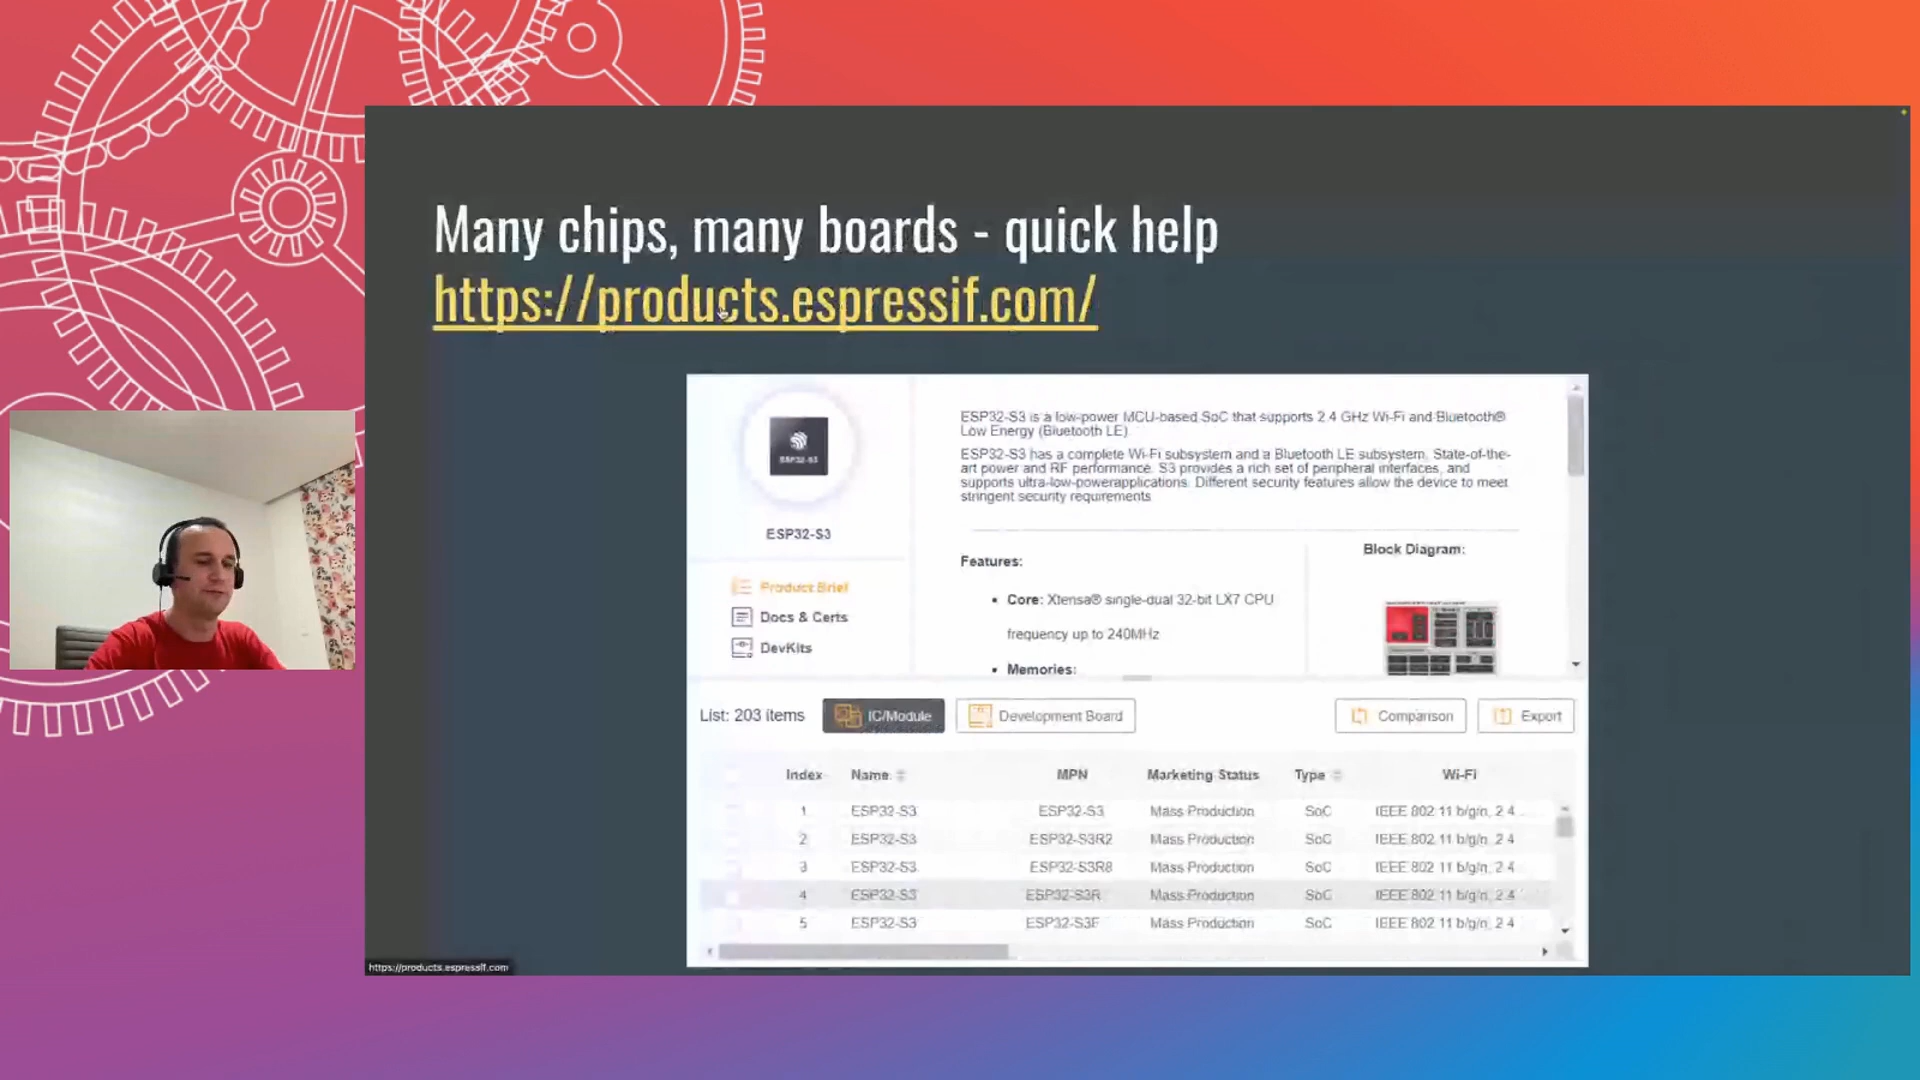 Many chips, many boards - quick help
https://products.espressif.com/
ESP32-S3
ESP32-S3
Product Brief
Docs & Certs
DevKits
ESP32-S3 is a low-power MCU-based SoC that supports 2.4 GHz Wi-Fi and Bluetooth®
Low Energy (Bluetooth LE)
ESP32-S3 has a complete Wi-Fi subsystem and a Bluetooth LE subsystem. State-of-the-
art power and RF performance. S3 provides a rich set of peripheral interfaces, and
supports ultra-low-powerapplications. Different security features allow the device to meet
stringent security requirements
Features:
• Core: Xtensa® single-dual 32-bit LX7 CPU
frequency up to 240MHz
• Memories:
Block Diagram:
List: 203 items IC/Module Development Board Comparison Export
Index Name MPN Marketing Status Type Wi-Fi
1 ESP32-S3 ESP32-S3 Mass Production SoC IEEE 802.11 b/g/n, 2.4
2 ESP32-S3 ESP32-S3R2 Mass Production SoC IEEE 802.11 b/g/n, 2.4
3 ESP32-S3 ESP32-S3R8 Mass Production SoC IEEE 802.11 b/g/n, 2.4
4 ESP32-S3 Mass Production SoC IEEE 802.11 b/g/n, 2.4
5 ESP32-S3 Mass Production SoC IEEE 802.11 b/g/n, 2.4
https://products.espressif.com